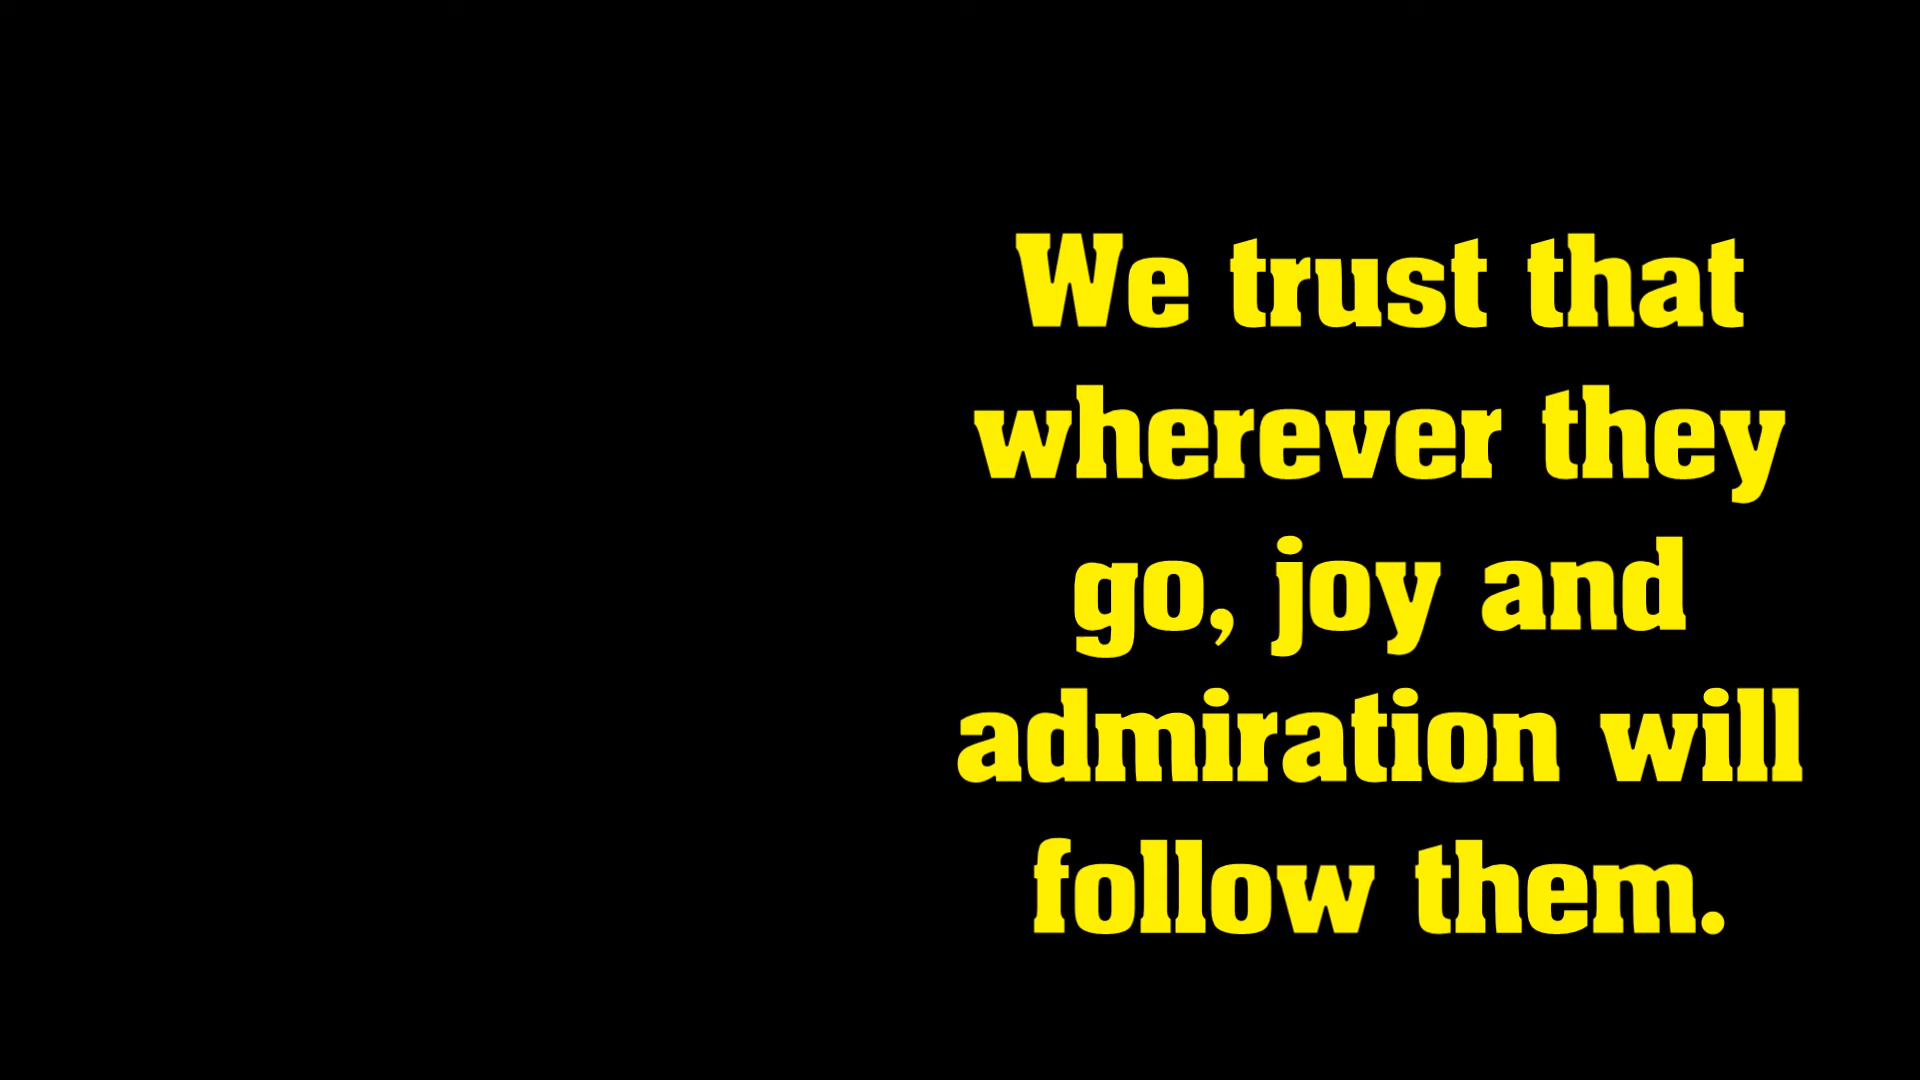 We trust that
wherever they
go, joy and
admiration will
follow them.